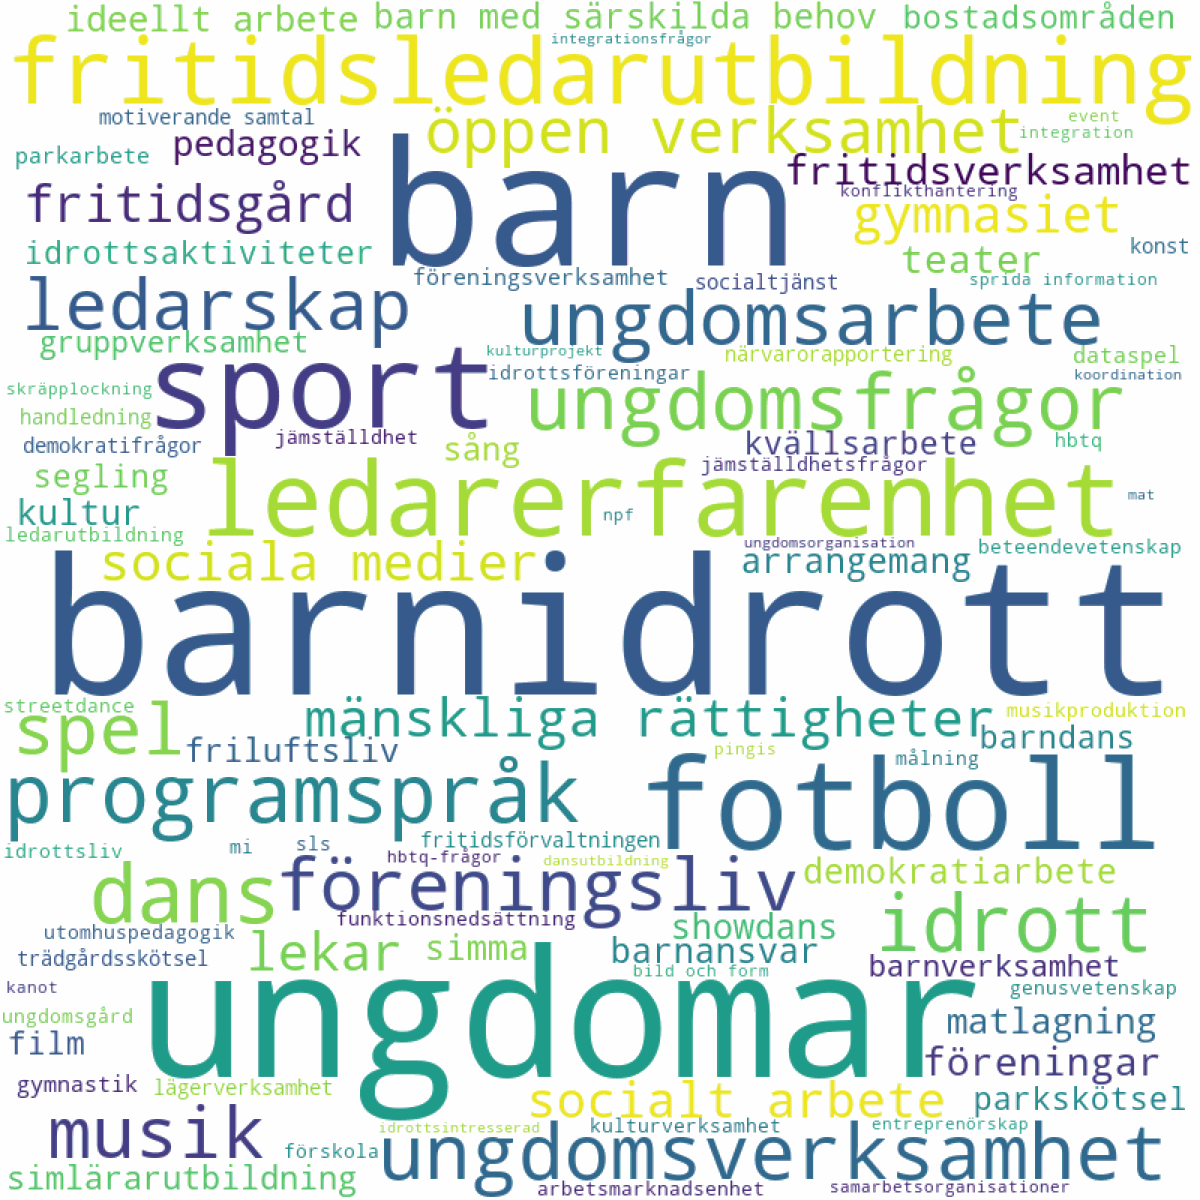 ideellt arbete
barn med särskilda behov
bostadsområden
integrationsfrågor
fritidsledarutbildning
motiverande samtal
öppen verksamhet
event
integration
parkarbete
pedagogik
barn
fritidsverksamhet
konflikthantering
fritidsgård
gymnasiet
idrottsaktiviteter
teater
konst
föreningsverksamhet
socialtjänst
sprida information
ledarskap
ungdomsarbete
gruppverksamhet
sport
kulturprojekt
närvarorapportering
dataspel
idrottsföreningar
koordination
skräpplockning
ungdomsfrågor
handledning
demokratifrågor
jämställdhet
sång
kvällsarbete
hbtq
segling
ledarerfarenhet
jämställdhetsfrågor
mat
kultur
npf
ledarutbildning
sociala medier
ungdomsorganisation
arrangemang
beteendevetenskap
barnidrott
streetdance
spel
mänskliga rättigheter
musikproduktion
friluftsliv
pingis
barndans
målning
programspråk
fotboll
idrottsliv
mi
sls
fritidsförvaltningen
hbtq-frågor
dansutbildning
dans
föreningsliv
demokratiarbete
funktionsnedsättning
showdans
idrott
utomhuspedagogik
lekar
simma
barnansvar
trädgårdsskötsel
bild och form
barnverksamhet
kanot
ungdomar
genusvetenskap
ungdomsgård
matlagning
film
föreningar
gymnastik
lägerverksamhet
socialt arbete
parkskötsel
musik
idrottsintresserad
kulturverksamhet
entreprenörskap
förskola
ungdomsverksamhet
simlärarutbildning
arbetsmarknadsenhet
samarbetsorganisationer